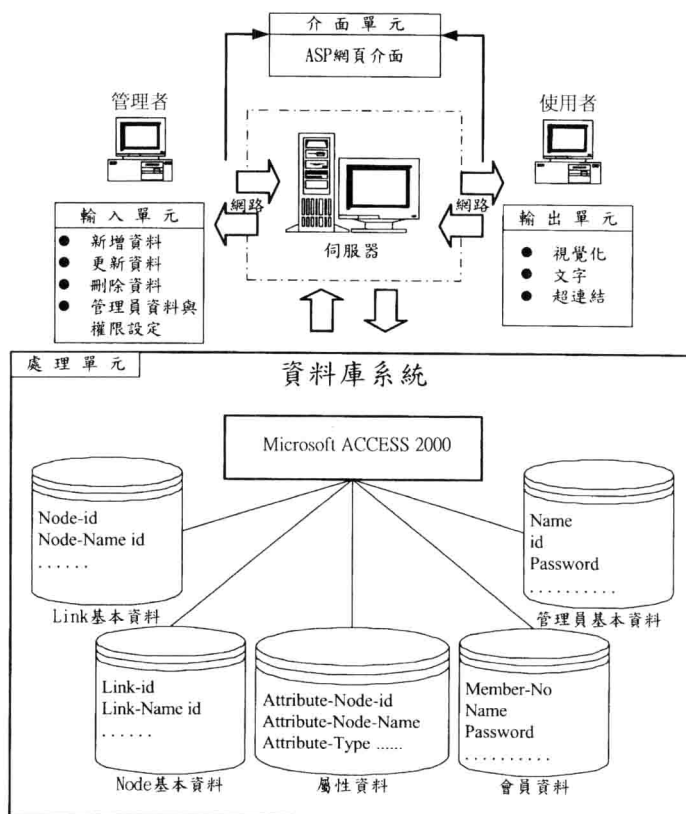 介面單元
ASP網頁介面
管理者
使用者
網路
網路
伺服器
輸入單元
● 新增資料
● 更新資料
● 刪除資料
● 管理員資料與
權限設定
輸出單元
● 視覺化
● 文字
● 超連結
處理單元
資料庫系統
Microsoft ACCESS 2000
Node-id
Node-Name id
......
Link基本資料
Name
id
Password
..........
管理員基本資料
Link-id
Link-Name id
......
Node基本資料
Attribute-Node-id
Attribute-Node-Name
Attribute-Type ......
屬性資料
Member-No
Name
Password
..........
會員資料